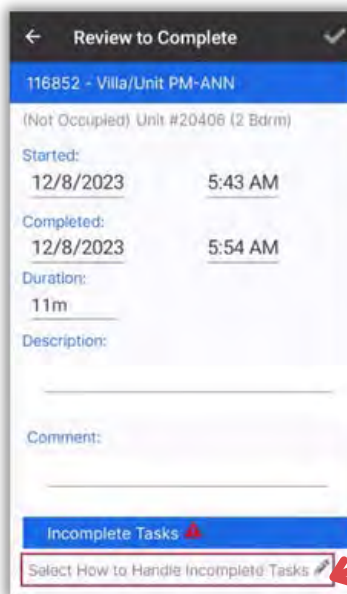 Review to Complete
116852 - Villa/Unit PM-ANN
(Not Occupied) Unit #20406 (2 Bdrm)
Started:
12/8/2023 5:43 AM
Completed:
12/8/2023 5:54 AM
Duration:
11m
Description:
Comment:
Incomplete Tasks
Select How to Handle Incomplete Tasks